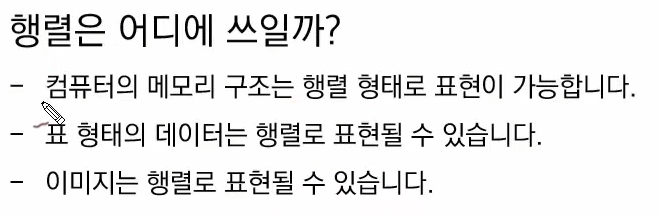 행렬은 어디에 쓰일까?
- 컴퓨터의 메모리 구조는 행렬 형태로 표현이 가능합니다.
- 표 형태의 데이터는 행렬로 표현될 수 있습니다.
- 이미지는 행렬로 표현될 수 있습니다.